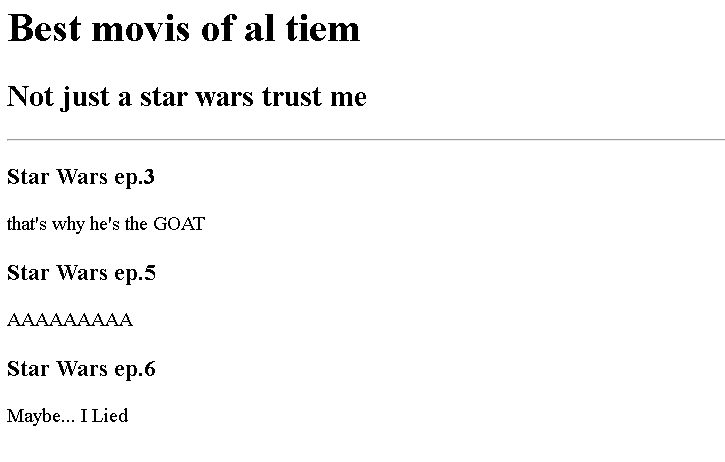 Best movis of al tiem
Not just a star wars trust me
Star Wars ep.3
that's why he's the GOAT
Star Wars ep.5
AAAAAAAAA
Star Wars ep.6
Maybe... I Lied